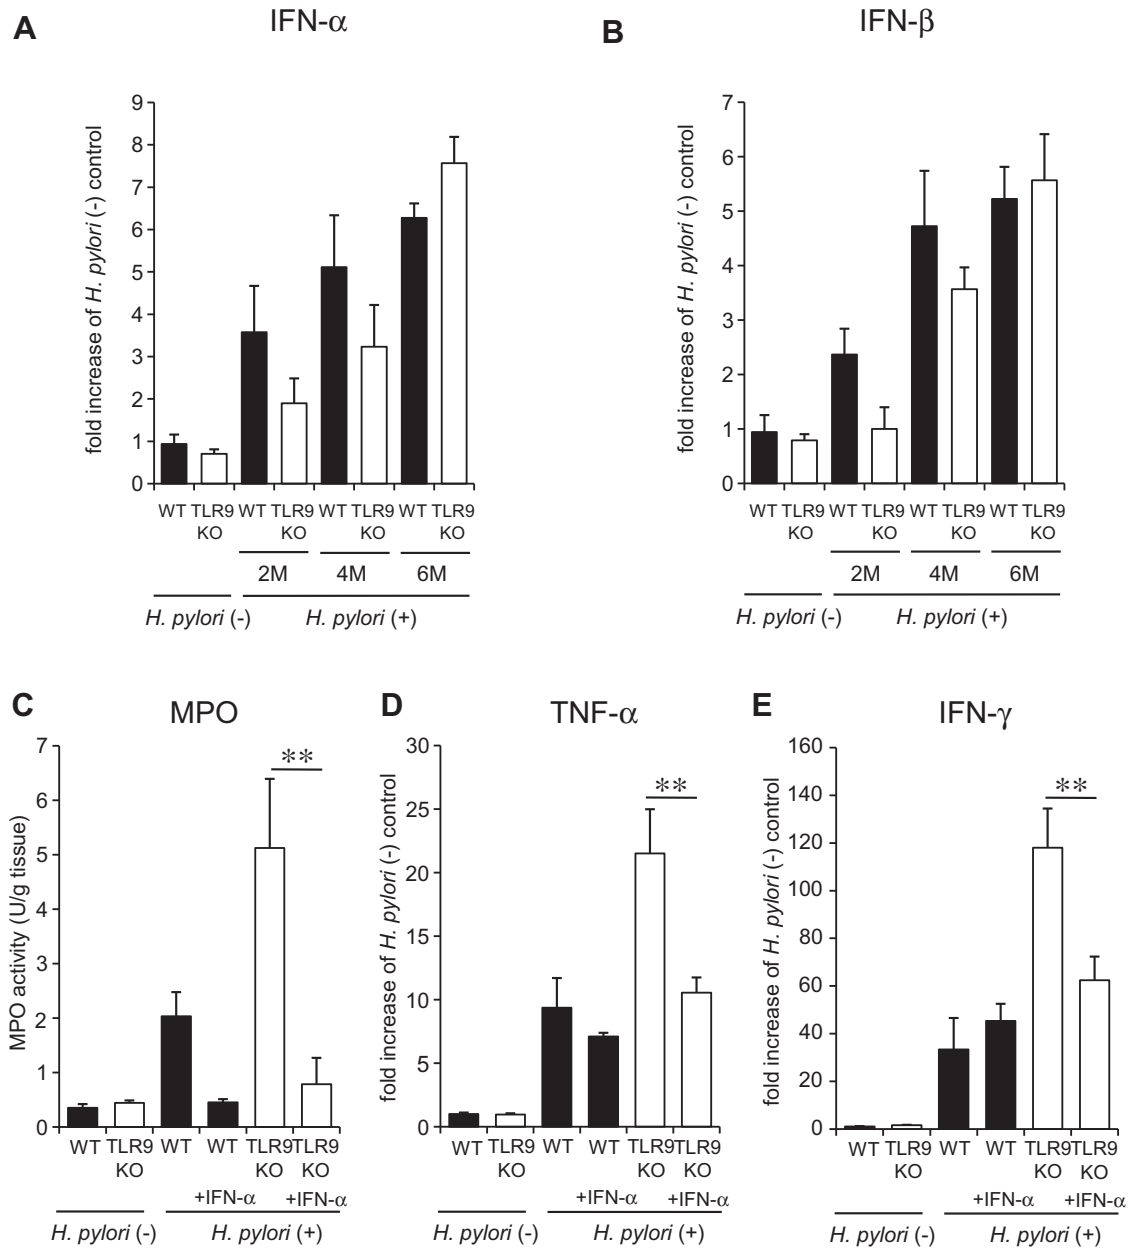 A
IFN-α
fold increase of H. pylori (-) control
9
8
7
6
5
4
3
2
1
0
WT TLR9 WT TLR9 WT TLR9 WT TLR9
KO KO KO KO
2M 4M 6M
H. pylori (-) H. pylori (+)
B
IFN-β
fold increase of H. pylori (-) control
7
6
5
4
3
2
1
0
WT TLR9 WT TLR9 WT TLR9 WT TLR9
KO KO KO KO
2M 4M 6M
H. pylori (-) H. pylori (+)
C
MPO
MPO activity (U/g tissue)
7
6
5
4
3
2
1
0
**
WT TLR9 WT WT TLR9 TLR9
KO KO KO
+IFN-α +IFN-α
H. pylori (-) H. pylori (+)
D
TNF-α
fold increase of H. pylori (-) control
30
25
20
15
10
5
0
**
WT TLR9 WT WT TLR9 TLR9
KO KO KO
+IFN-α +IFN-α
H. pylori (-) H. pylori (+)
E
IFN-γ
fold increase of H. pylori (-) control
160
140
120
100
80
60
40
20
0
**
WT TLR9 WT WT TLR9 TLR9
KO KO KO
+IFN-α +IFN-α
H. pylori (-) H. pylori (+)